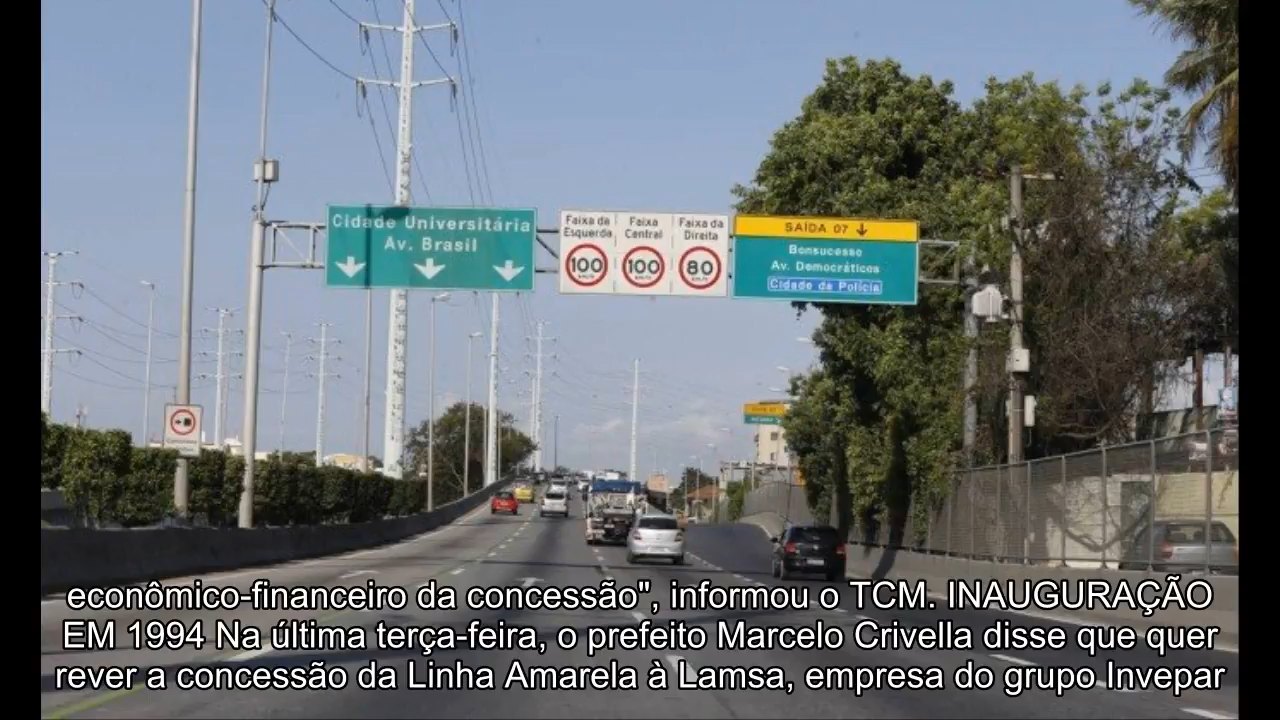 Cidade Universitária
Av. Brasil
Faixa da
Esquerda
100
Faixa
Central
100
Faixa da
Direita
80
SAÍDA 07
Bonsucesso
Av. Democráticos
Cidade da Polícia
econômico-financeiro da concessão", informou o TCM. INAUGURAÇÃO
EM 1994 Na última terça-feira, o prefeito Marcelo Crivella disse que quer
rever a concessão da Linha Amarela à Lamsa, empresa do grupo Invepar